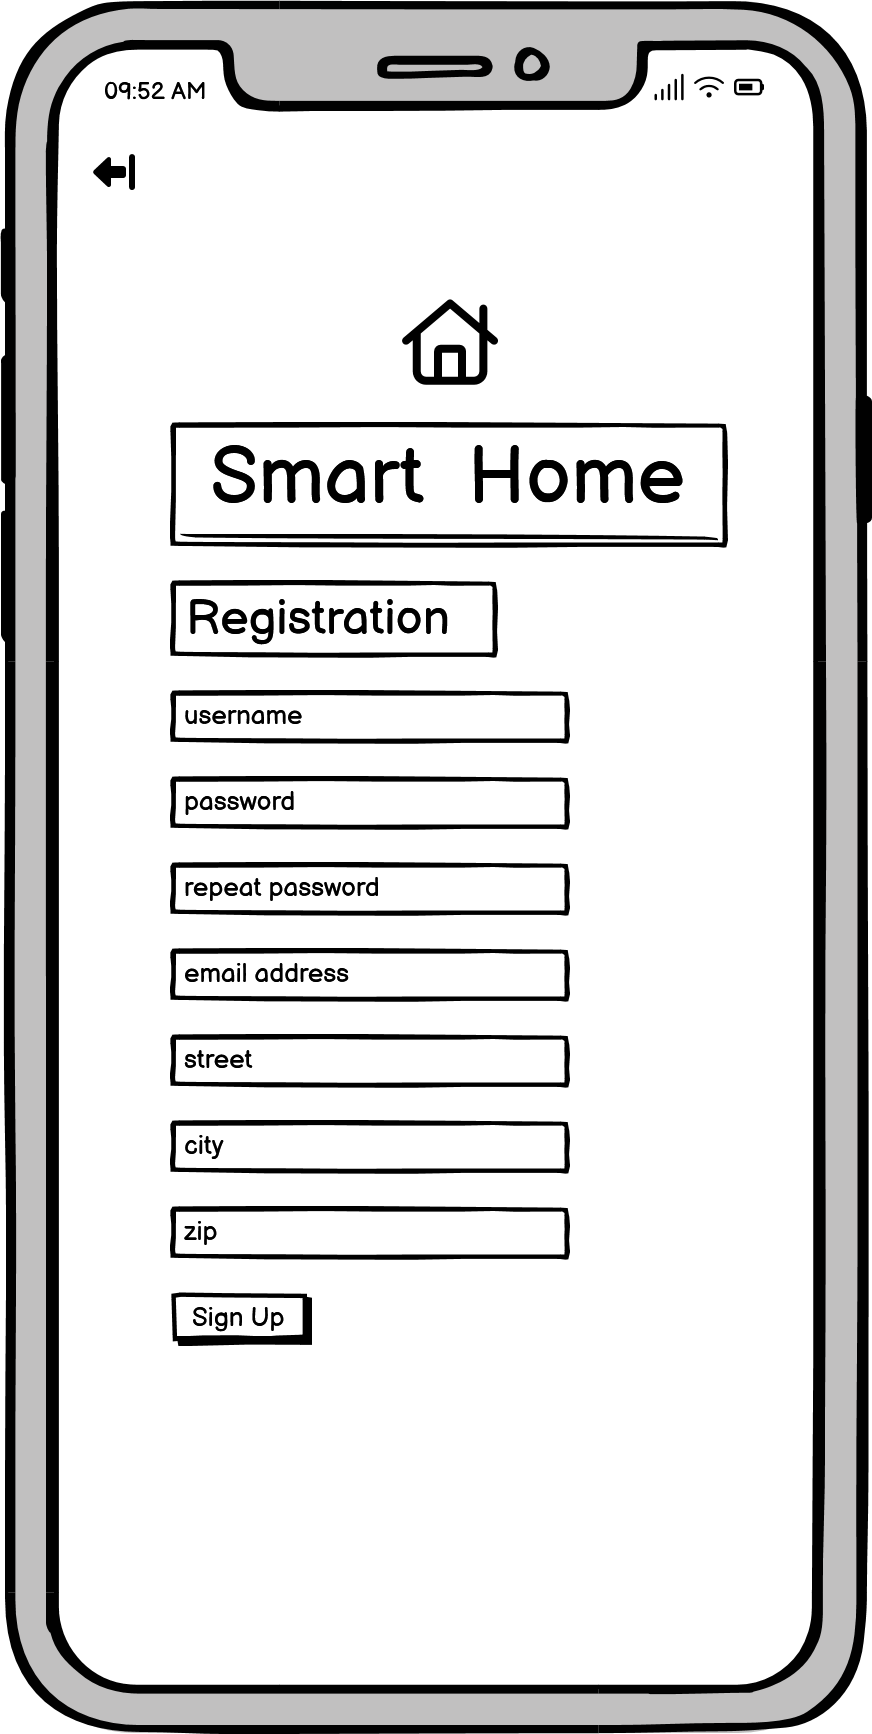 09:52 AM
Smart Home
Registration
username
password
repeat password
email address
street
city
zip
Sign Up